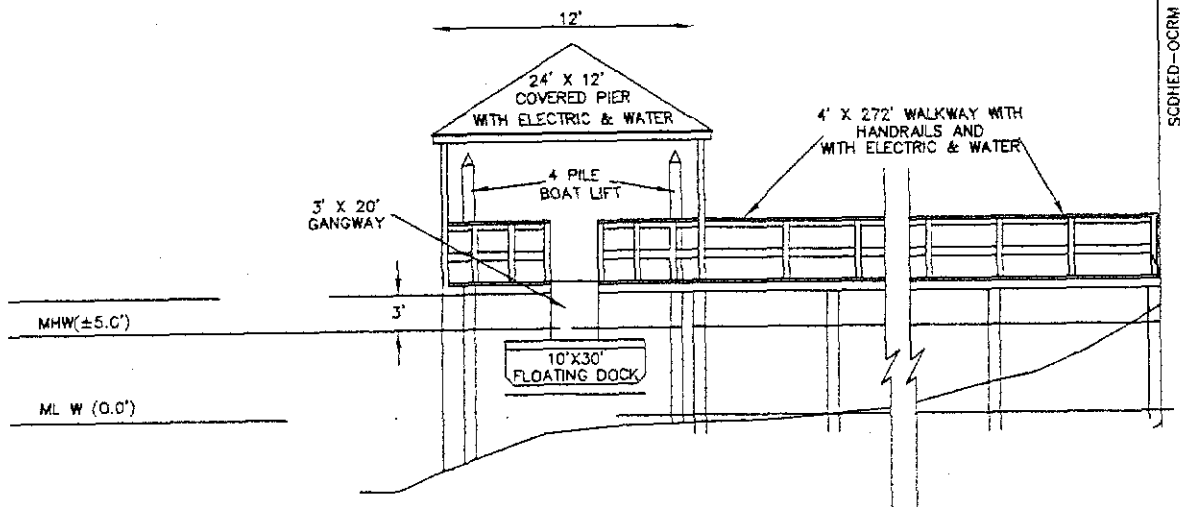 12'
24' X 12'
COVERED PIER
WITH ELECTRIC & WATER
4' X 272' WALKWAY WITH
HANDRAILS AND
WITH ELECTRIC & WATER
SCDHED-OCRM
4 PILE
BOAT LIFT
3' X 20'
GANGWAY
3'
MHW(±5.0')
10'X30'
FLOATING DOCK
ML W (0.0')